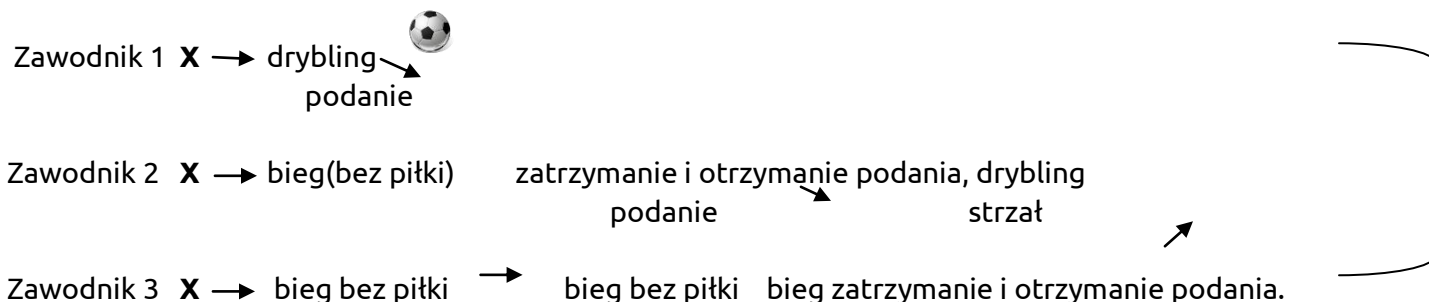 Zawodnik 1 X drybling
podanie
Zawodnik 2 X bieg(bez piłki) zatrzymanie i otrzymanie podania, drybling
podanie strzał
Zawodnik 3 X bieg bez piłki bieg bez piłki bieg zatrzymanie i otrzymanie podania.